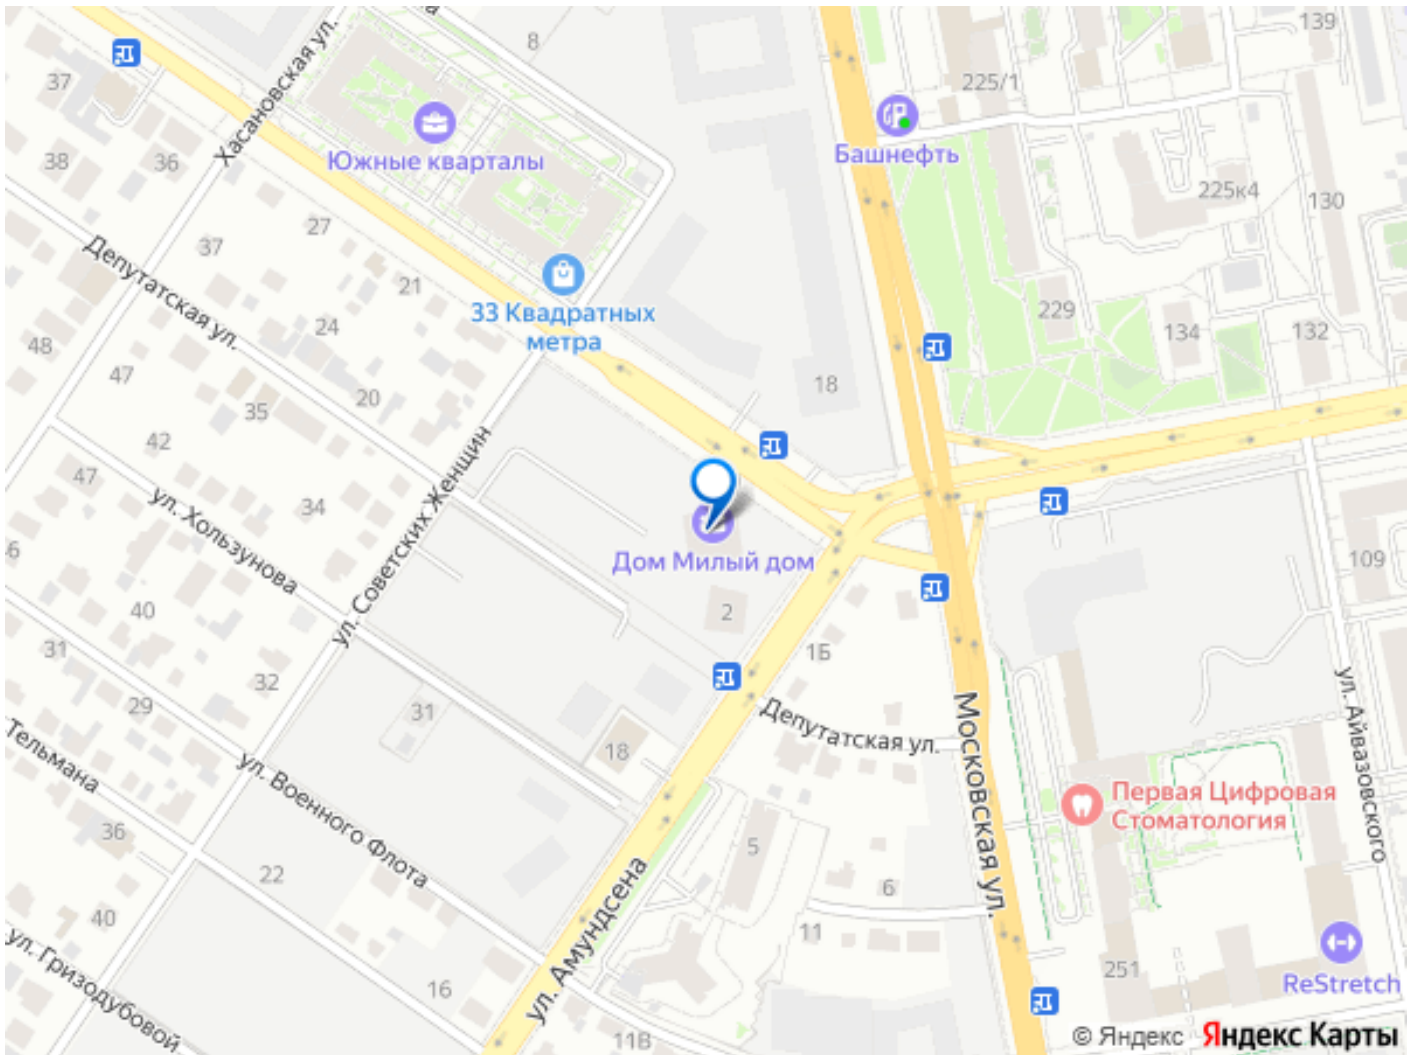 8
139
37
Хасановская ул.
225/1
Южные кварталы
Башнефть
38
36
225к4
130
27
37
Депутатская ул.
21
33 Квадратных
метра
24
229
134
132
48
47
20
18
35
42
47
ул. Советских Женщин
34
ул. Хользунова
Дом Милый дом
109
40
2
31
1Б
32
29
31
ул. Айвазовского
Депутатская ул.
Московская ул.
18
Тельмана
ул. Военного Флота
Первая Цифровая
Стоматология
36
5
22
6
40
11
ул. Амундсена
ул. Гризодубовой
251
16
ReStretch
11В
© Яндекс Яндекс Карты